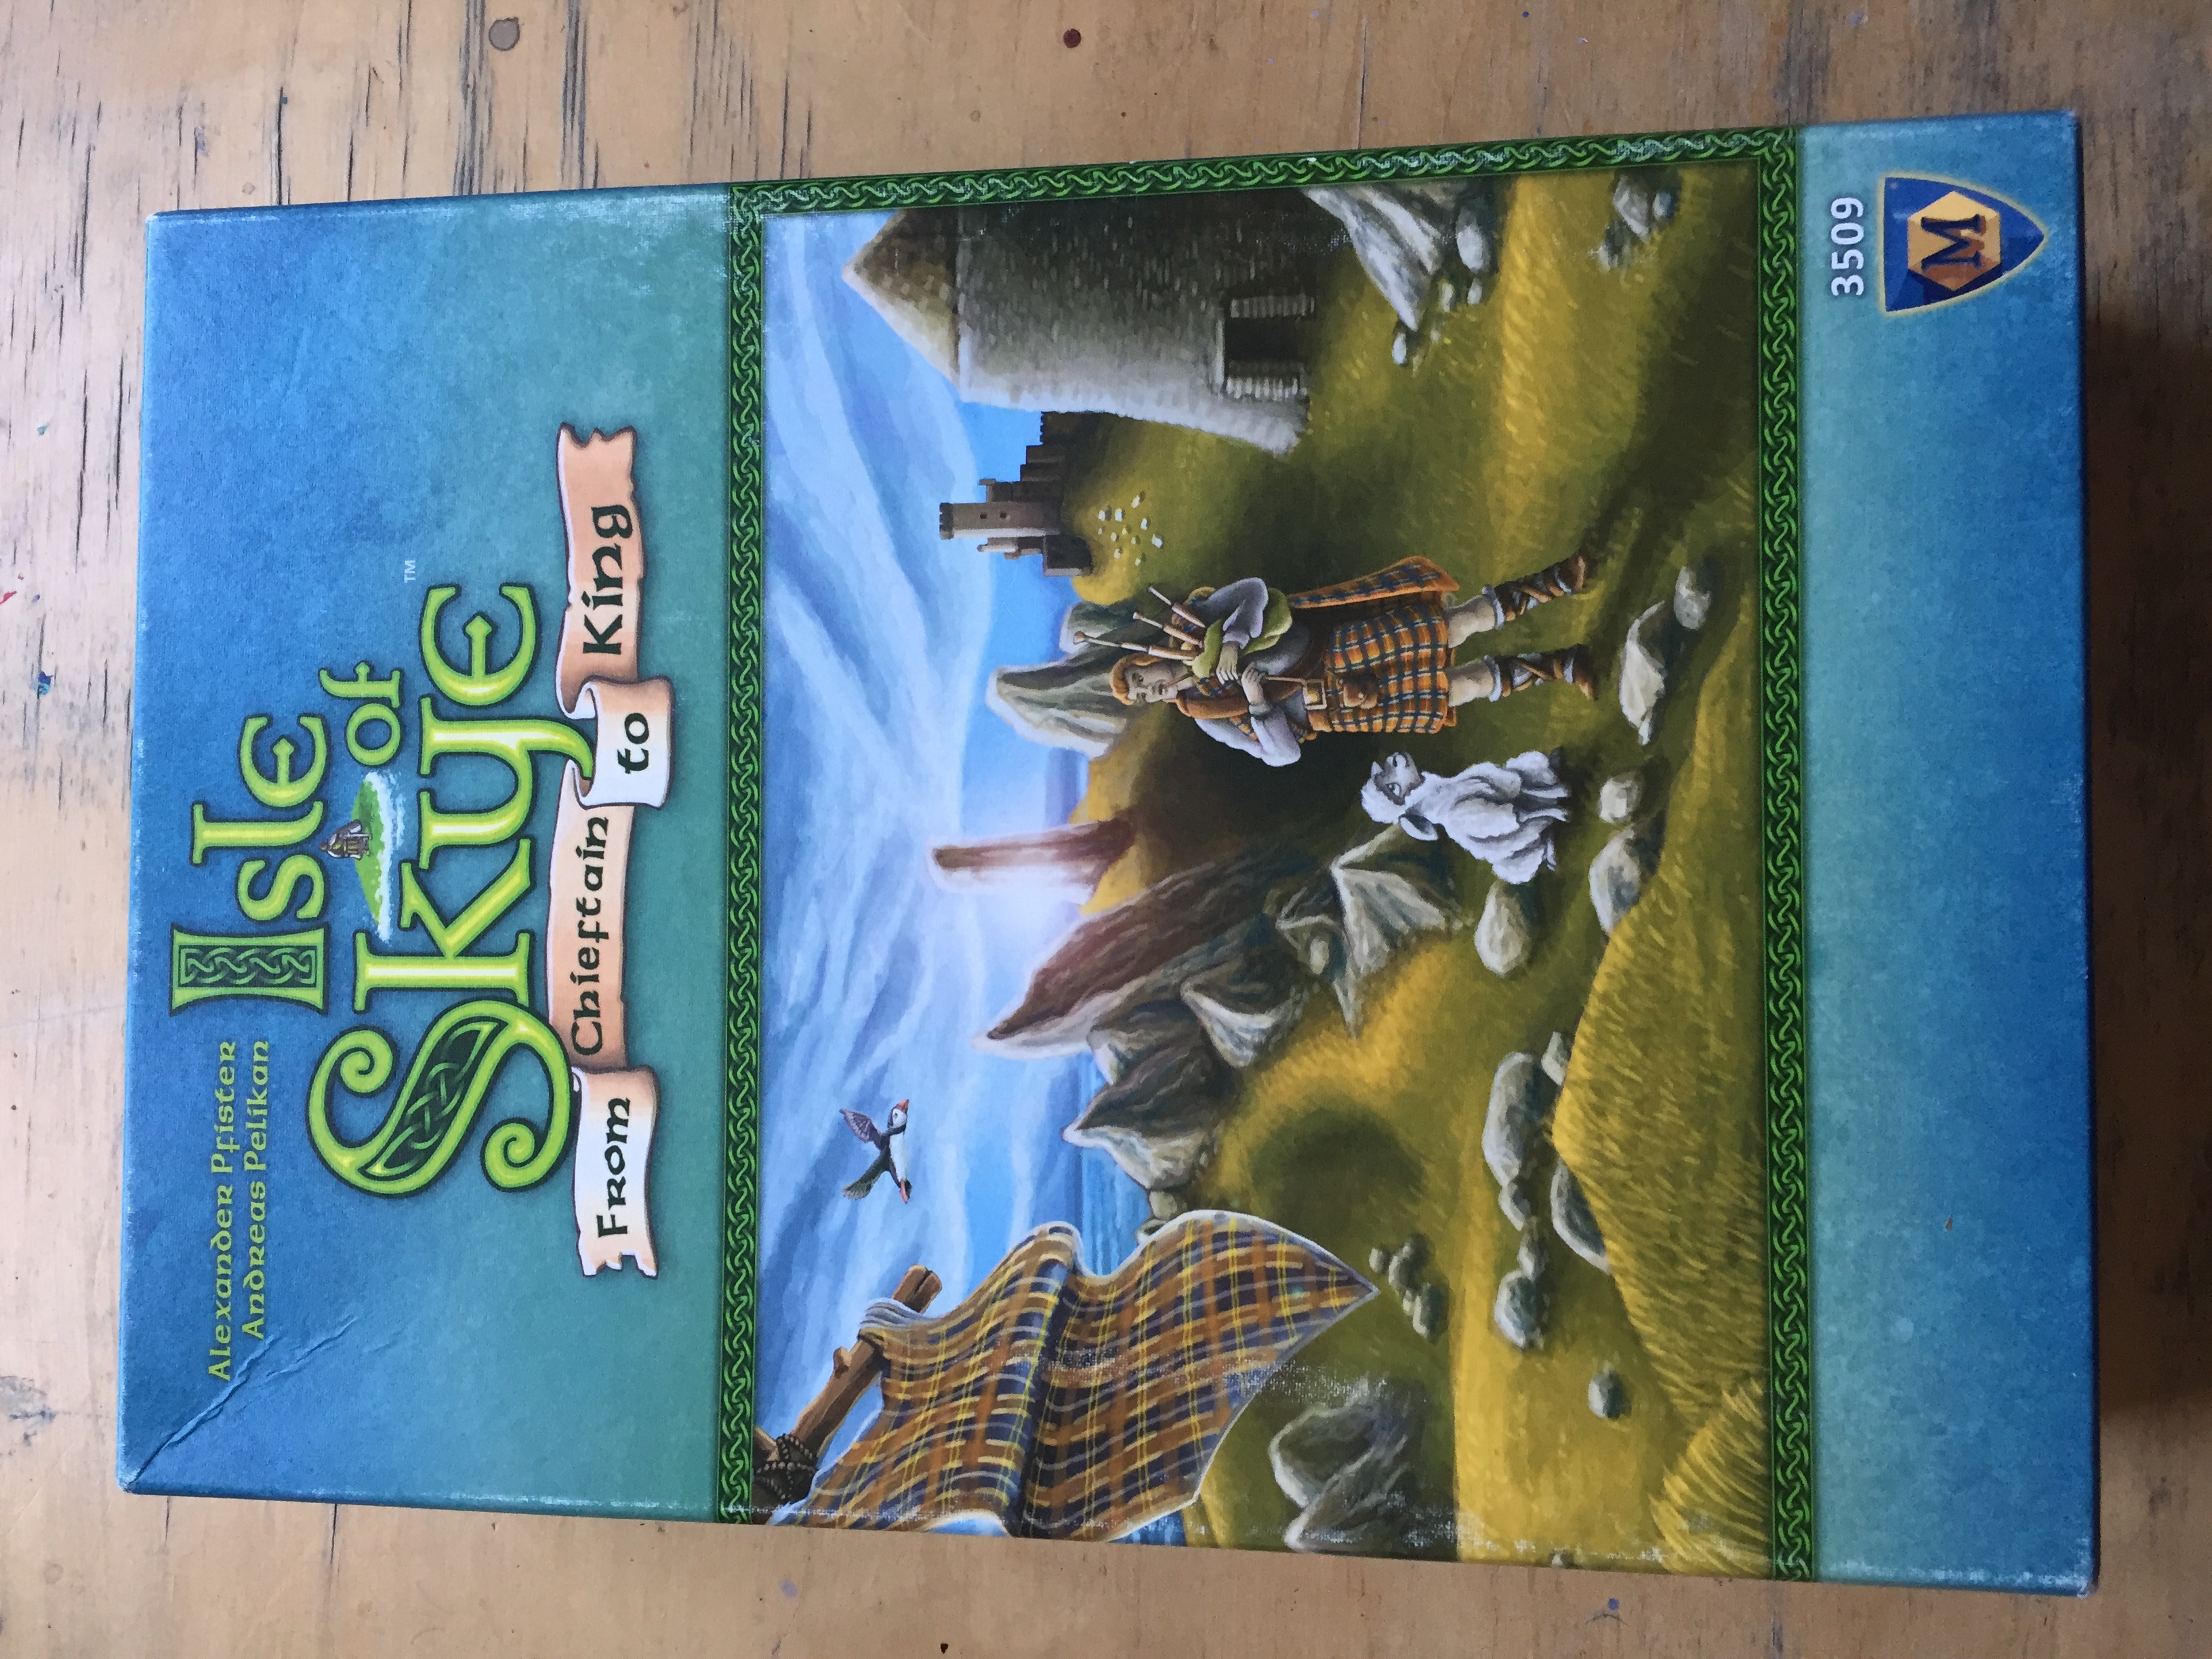 Alexander Pfister
Andreas Pelikan
Isle
of
Skye
TM
From Chieftain to King
3509
M